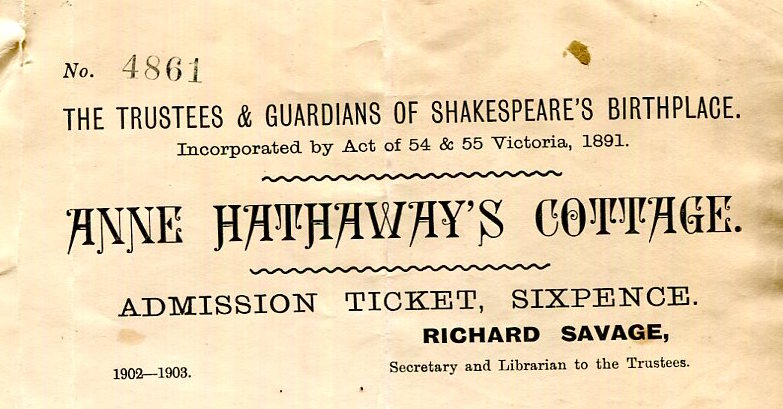 No. 4861
THE TRUSTEES & GUARDIANS OF SHAKESPEARE'S BIRTHPLACE.
Incorporated by Act of 54 & 55 Victoria, 1891.
ANNE HATHAWAY'S COTTAGE.
ADMISSION TICKET, SIXPENCE.
RICHARD SAVAGE,
Secretary and Librarian to the Trustees.
1902—1903.